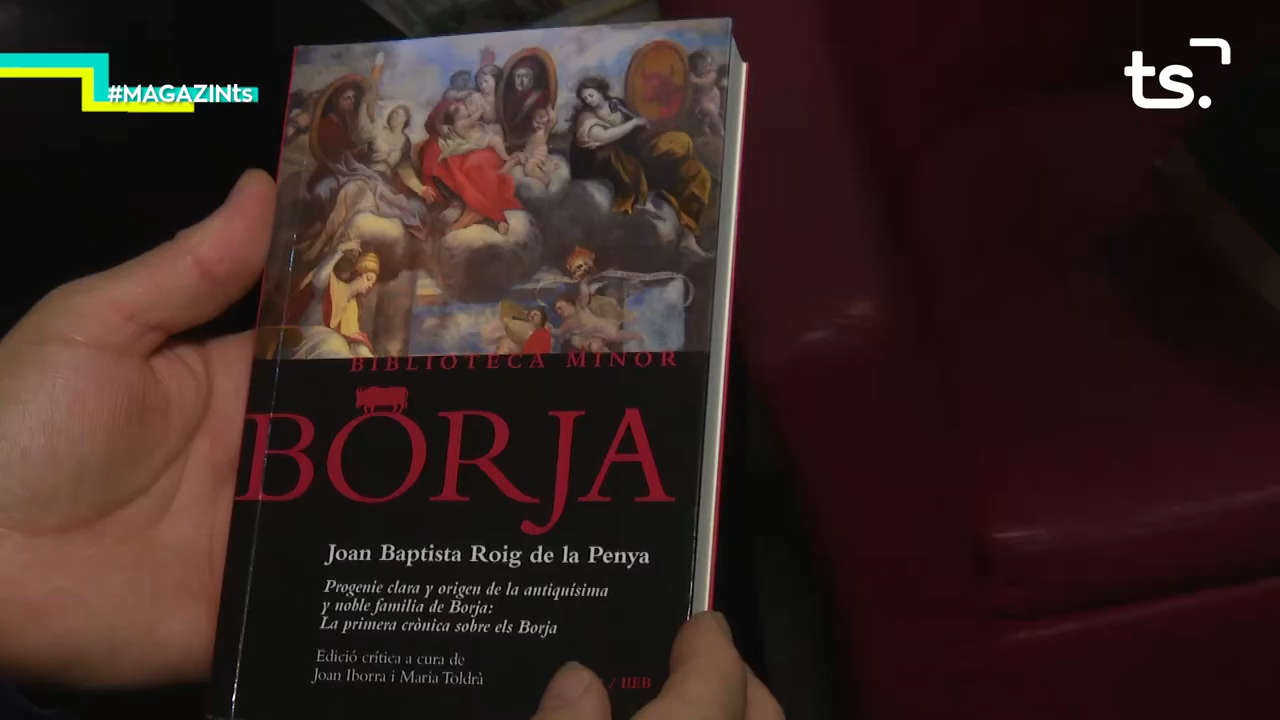 #MAGAZINts
ts.
BIBLIOTECA MINOR
BORJA
Joan Baptista Roig de la Penya
Progenie clara y origen de la antiquísima
y noble familia de Borja:
La primera crònica sobre els Borja
Edició crítica a cura de
Joan Iborra i Maria Toldrà
/ IIEB